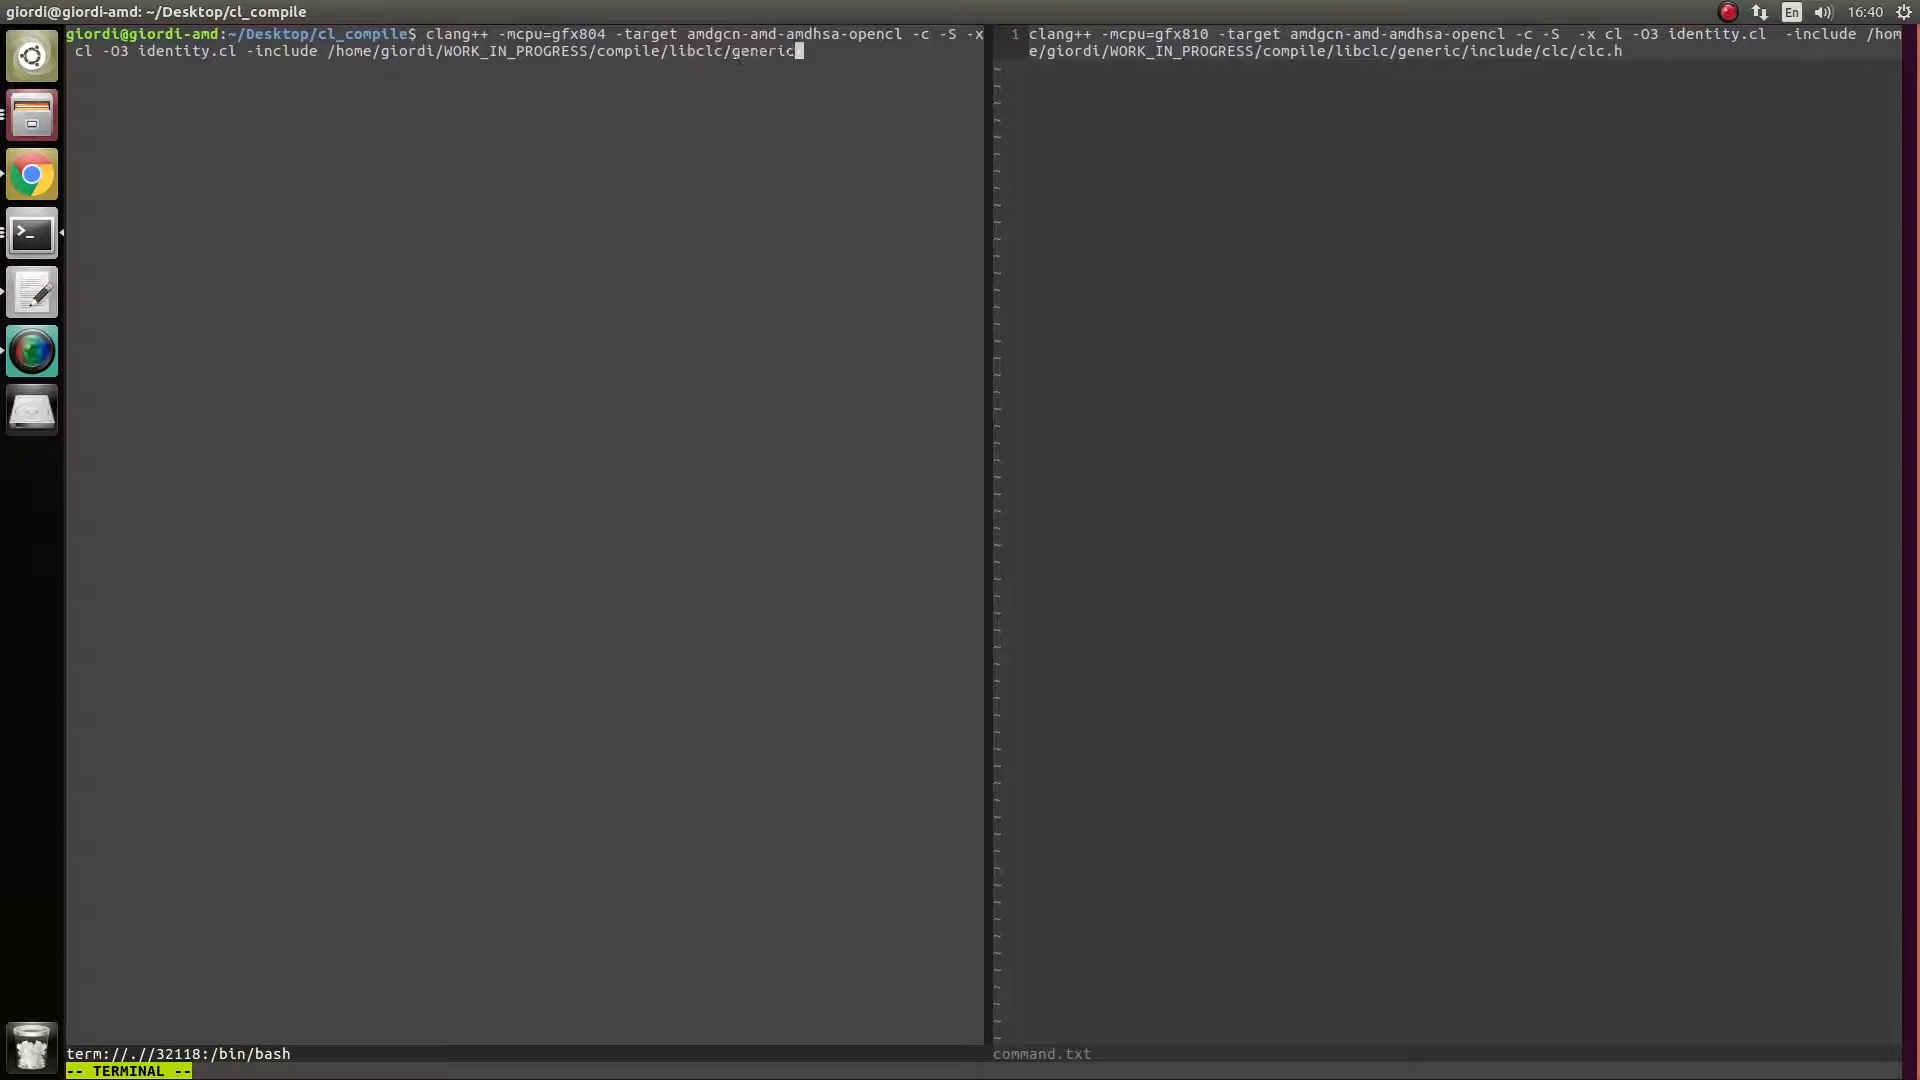 giordi@giordi-amd: ~/Desktop/cl_compile
En
16:40
giordi@giordi-amd:~/Desktop/cl_compile$ clang++ -mcpu=gfx804 -target amdgcn-amd-amdhsa-opencl -c -S -x
cl -O3 identity.cl -include /home/giordi/WORK_IN_PROGRESS/compile/libclc/generic
1 clang++ -mcpu=gfx810 -target amdgcn-amd-amdhsa-opencl -c -S  -x cl -O3 identity.cl  -include /hom
e/giordi/WORK_IN_PROGRESS/compile/libclc/generic/include/clc/clc.h
term://.//32118:/bin/bash
command.txt
-- TERMINAL --